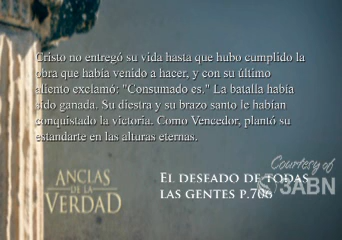 Cristo no entregó su vida hasta que hubo cumplido la
obra que había venido a hacer, y con su último
aliento exclamó: "Consumado es." La batalla había
sido ganada. Su diestra y su brazo santo le habían
conquistado la victoria. Como Vencedor, plantó su
estandarte en las alturas eternas.
ANCLAS
DE LA
VERDAD
EL DESEADO DE TODAS
LAS GENTES P.706
Courtesy of
3ABN